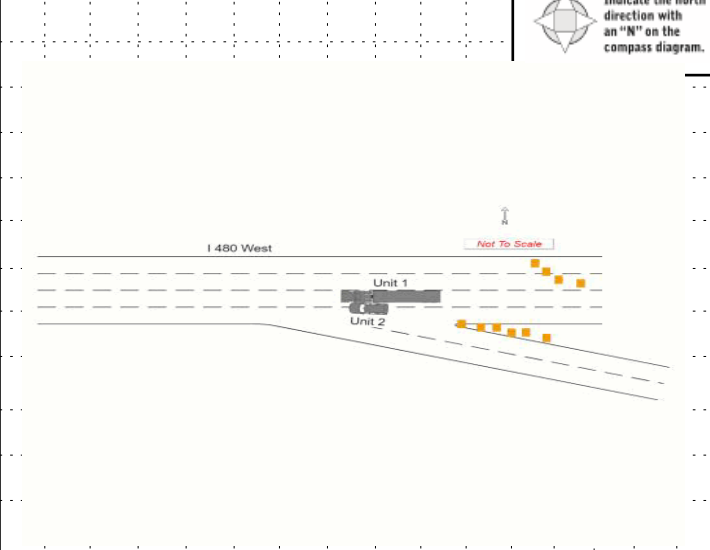 Indicate the north
direction with
an “N” on the
compass diagram.
N
Not To Scale
I 480 West
Unit 1
Unit 2